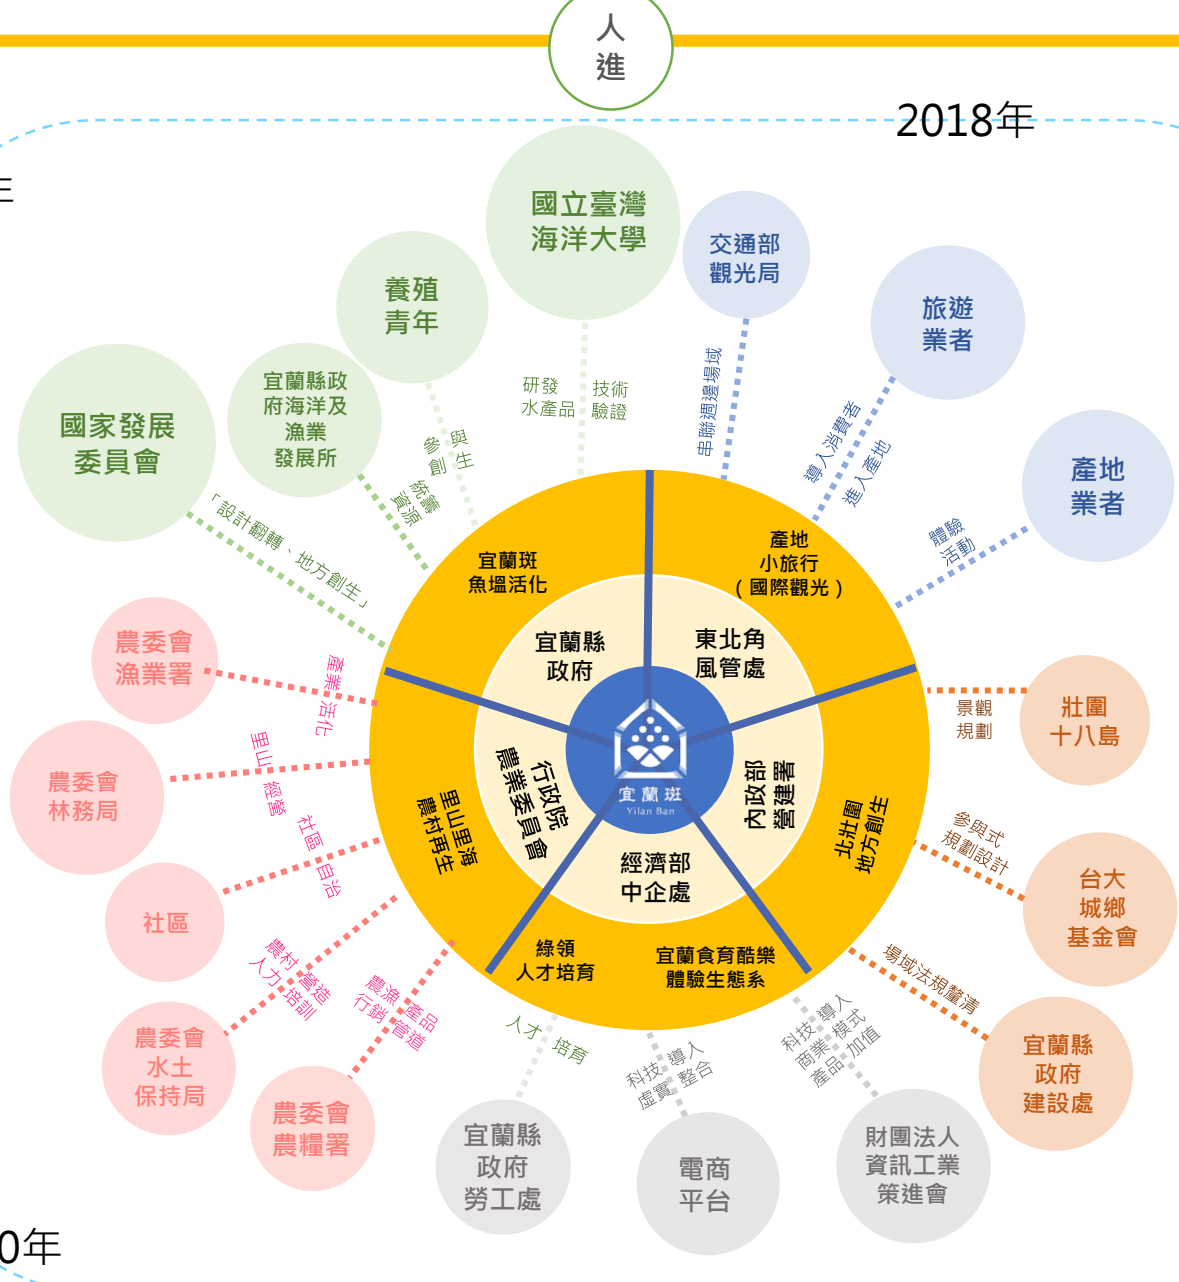 人
進
2018年
年
國立臺灣
海洋大學
交通部
觀光局
養殖
青年
旅遊
業者
宜蘭縣政
府海洋及
漁業
發展所
國家發展
委員會
產地
業者
研發
水產品
技術
驗證
串聯週邊場域
導入消費者
進入產地
參與
創生
統籌
資源
「設計翻轉、地方創生」
體驗
活動
宜蘭斑
魚塭活化
產地
小旅行
(國際觀光)
宜蘭縣
政府
東北角
風管處
農委會
漁業署
產業 活化
景觀
規劃
壯圍
十八島
農委會
林務局
里山 經營
宜蘭斑
Yilan Ban
行政院
農業委員會
內政部
營建署
里山里海
農村再生
北壯圍
地方創生
經濟部
中企處
參與式
規劃設計
台大
城鄉
基金會
社區 自治
社區
綠領
人才培育
宜蘭食育酷樂
體驗生態系
農村 營造
人力 培訓
農漁 產品
行銷 管道
場域法規釐清
人才 培育
科技 導入
虛實 整合
科技 導入
商業 模式
產品 加值
農委會
水土
保持局
農委會
農糧署
宜蘭縣
政府
勞工處
電商
平台
財團法人
資訊工業
策進會
宜蘭縣
政府
建設處
0年